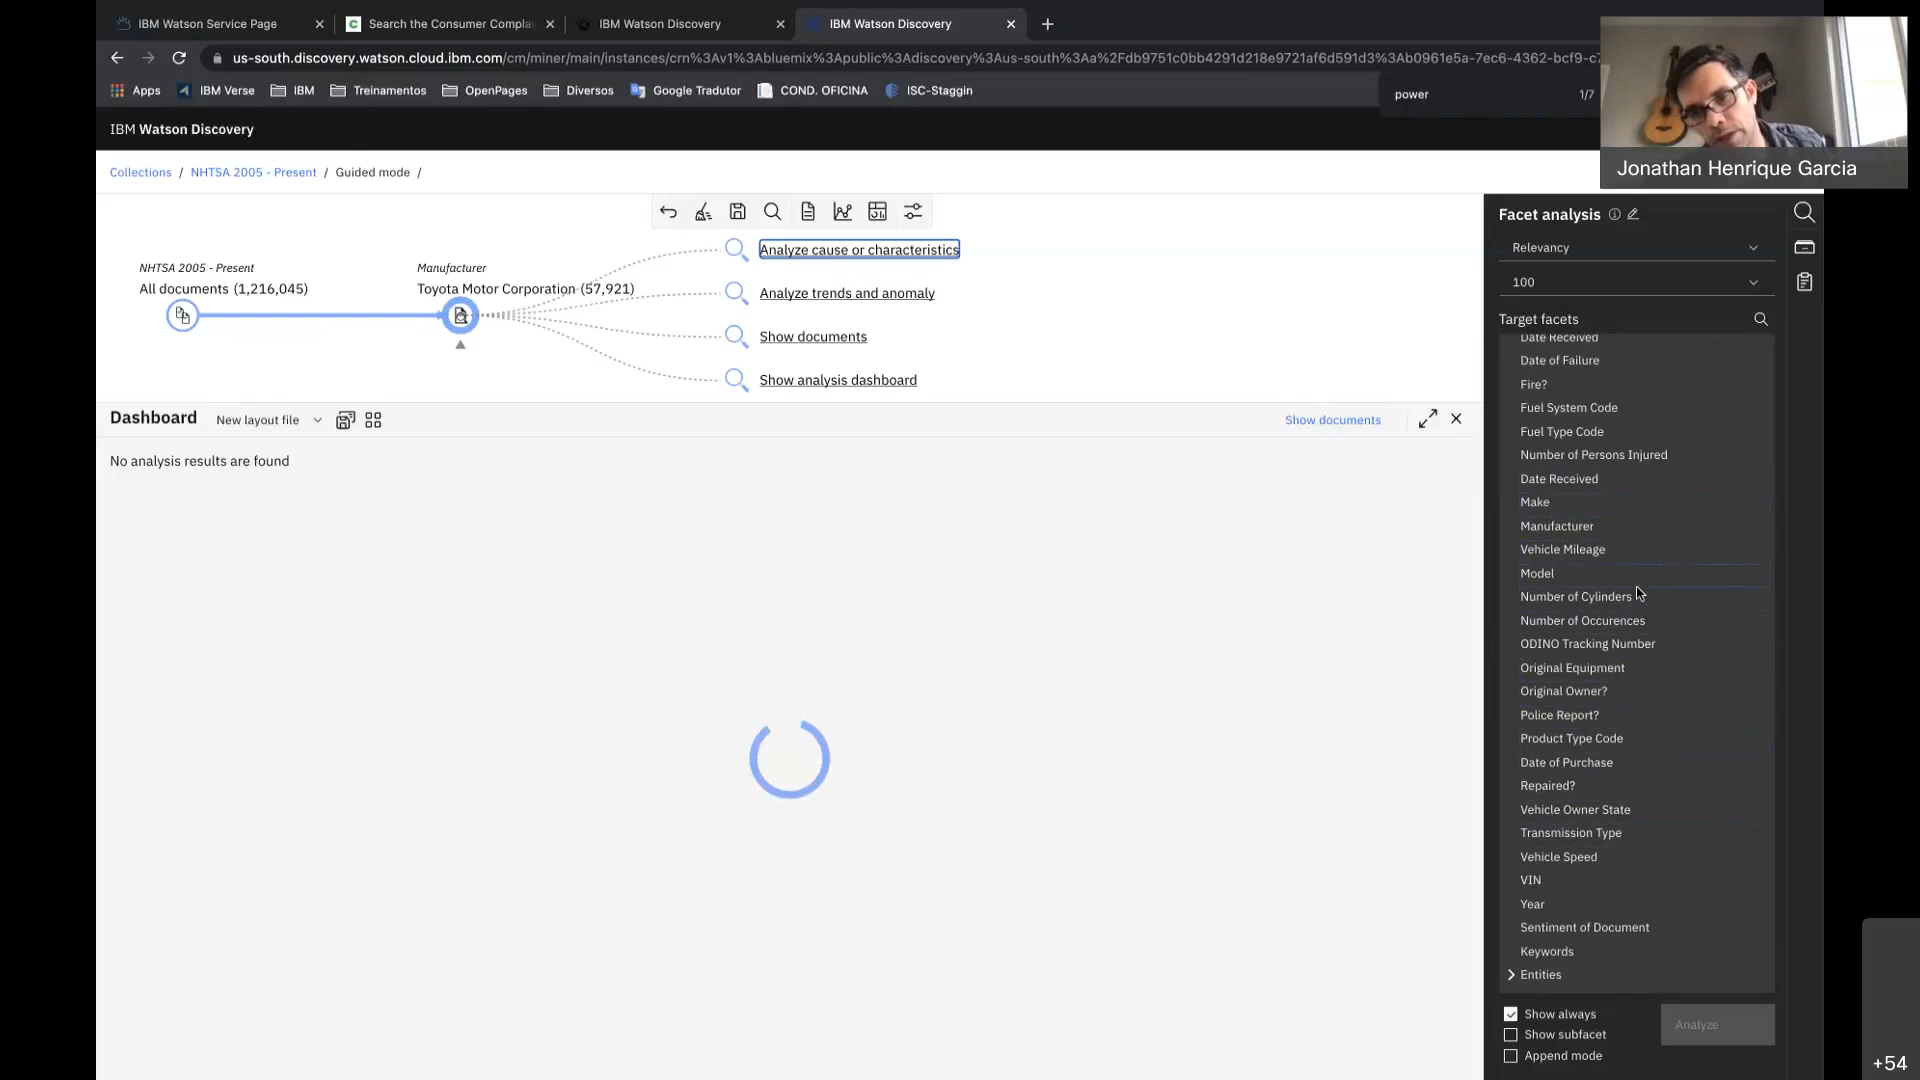 IBM Watson Service Page
Search the Consumer Complai
IBM Watson Discovery
IBM Watson Discovery
us-south.discovery.watson.cloud.ibm.com/cm/miner/main/instances/crn%3Av1%3Abluemix%3Apublic%3Adiscovery%3Aus-south%3Aa%2Fdb9751c0bb4291d218e9721af6d591d3%3Ab0961e5a-7ec6-4362-bcf9-c7
Apps
IBM Verse
IBM
Treinamentos
OpenPages
Diversos
Google Tradutor
COND. OFICINA
ISC-Staggin
power
1/7
Jonathan Henrique Garcia
IBM Watson Discovery
Collections / NHTSA 2005 - Present / Guided mode /
NHTSA 2005 - Present
All documents (1,216,045)
Manufacturer
Toyota Motor Corporation (57,921)
Analyze cause or characteristics
Analyze trends and anomaly
Show documents
Show analysis dashboard
Dashboard
New layout file
Show documents
No analysis results are found
Facet analysis
Relevancy
100
Target facets
Date Received
Date of Failure
Fire?
Fuel System Code
Fuel Type Code
Number of Persons Injured
Date Received
Make
Manufacturer
Vehicle Mileage
Model
Number of Cylinders
Number of Occurences
ODINO Tracking Number
Original Equipment
Original Owner?
Police Report?
Product Type Code
Date of Purchase
Repaired?
Vehicle Owner State
Transmission Type
Vehicle Speed
VIN
Year
Sentiment of Document
Keywords
Entities
Show always
Show subfacet
Append mode
Analyze
+54